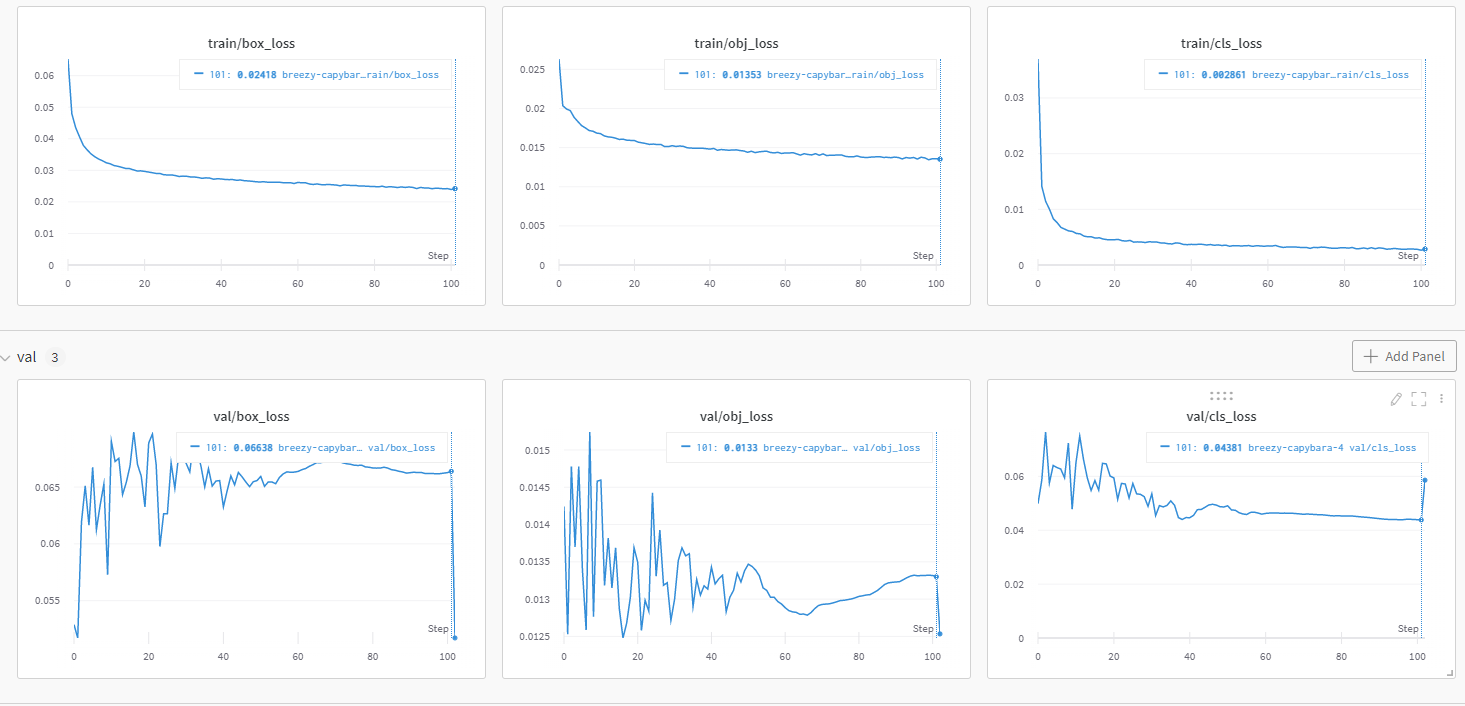 train/box_loss
101: 0.02418 breezy-capybar…rain/box_loss
0.06
0.05
0.04
0.03
0.02
0.01
0
Step
0 20 40 60 80 100
train/obj_loss
101: 0.01353 breezy-capybar…rain/obj_loss
0.025
0.02
0.015
0.01
0.005
0
Step
0 20 40 60 80 100
train/cls_loss
101: 0.002861 breezy-capybar…rain/cls_loss
0.03
0.02
0.01
0
Step
0 20 40 60 80 100
val 3
Add Panel
val/box_loss
101: 0.06638 breezy-capybar… val/box_loss
0.065
0.06
0.055
Step
0 20 40 60 80 100
val/obj_loss
101: 0.0133 breezy-capybar… val/obj_loss
0.015
0.0145
0.014
0.0135
0.013
0.0125
Step
0 20 40 60 80 100
val/cls_loss
101: 0.04381 breezy-capybara-4 val/cls_loss
0.06
0.04
0.02
0
Step
0 20 40 60 80 100